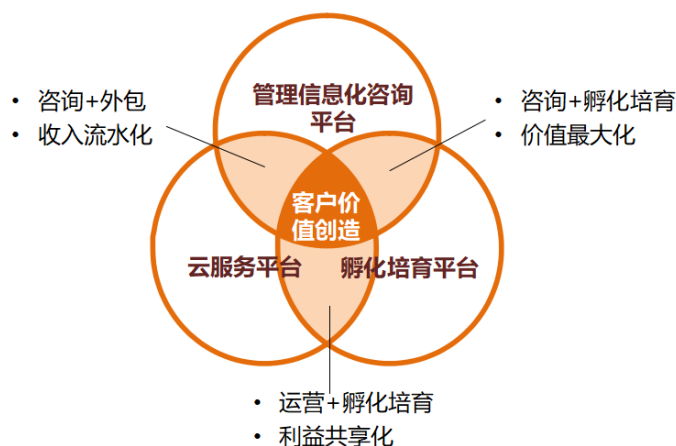 管理信息化咨询
平台
• 咨询+外包
• 收入流水化
• 咨询+孵化培育
• 价值最大化
客户价
值创造
云服务平台
孵化培育平台
• 运营+孵化培育
• 利益共享化